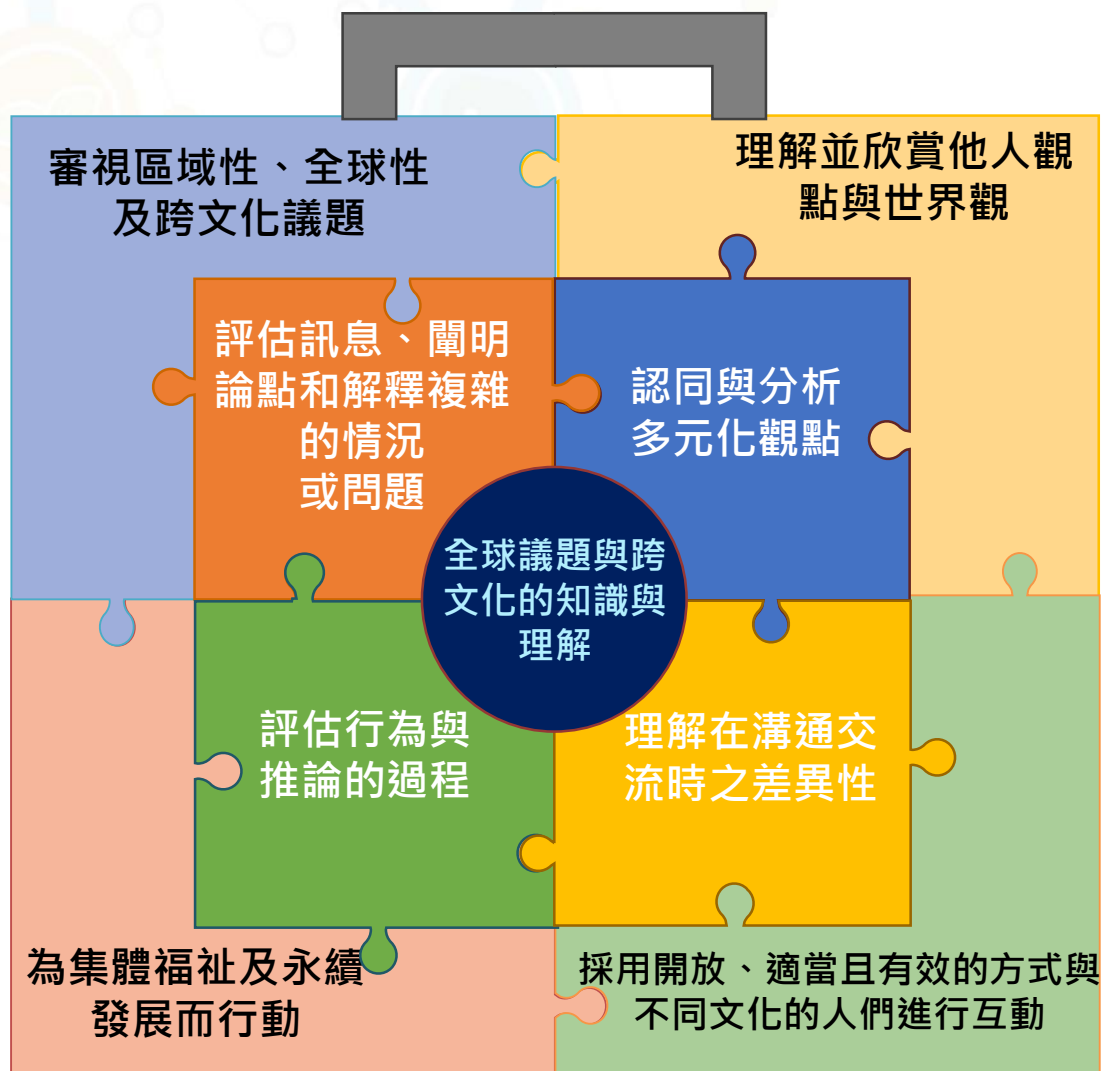 審視區域性、全球性
及跨文化議題
理解並欣賞他人觀
點與世界觀
評估訊息、闡明
論點和解釋複雜
的情況
或問題
認同與分析
多元化觀點
全球議題與跨
文化的知識與
理解
評估行為與
推論的過程
理解在溝通交
流時之差異性
為集體福祉及永續
發展而行動
採用開放、適當且有效的方式與
不同文化的人們進行互動